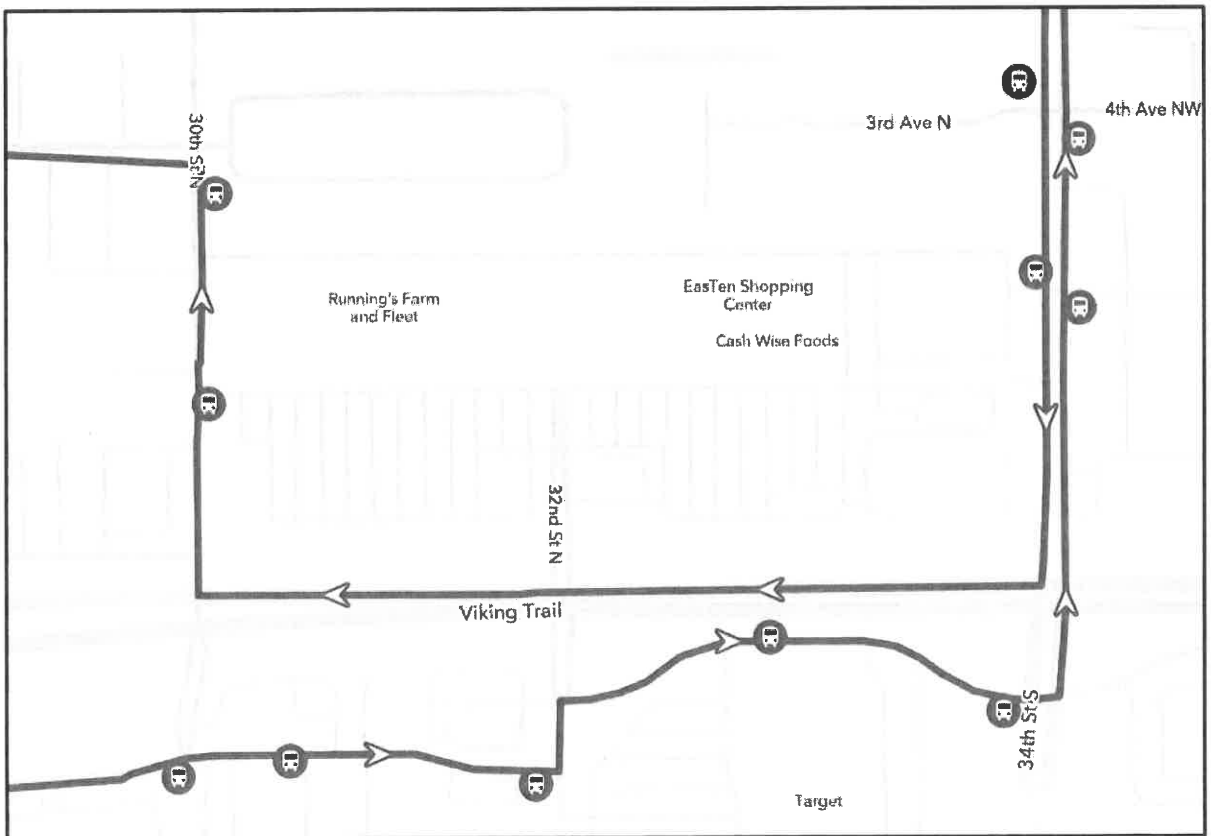 3rd Ave N
4th Ave NW
30th St N
Running's Farm
and Fleet
EasTen Shopping
Center
Cash Wise Foods
32nd St N
Viking Trail
34th St S
Target